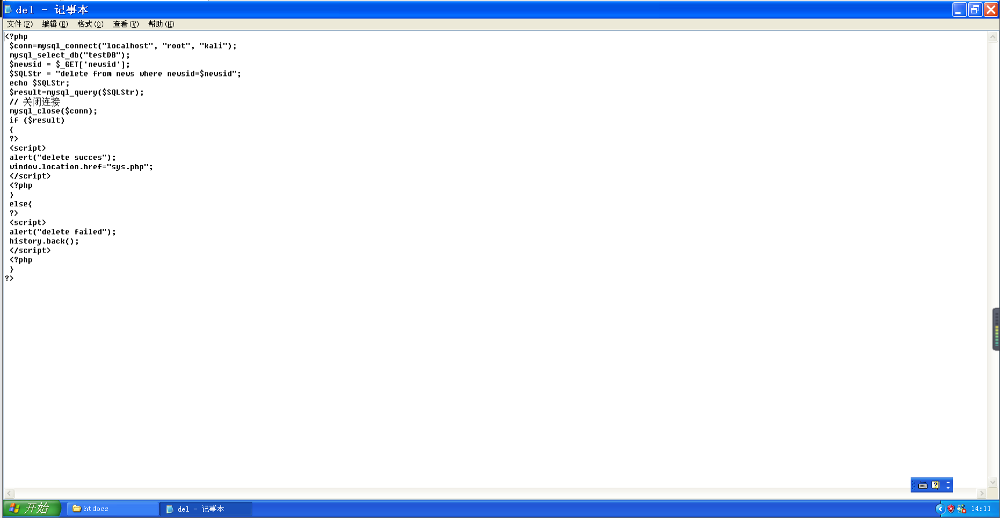 del - 记事本
文件(F) 编辑(E) 格式(O) 查看(V) 帮助(H)
<?php
$conn=mysql_connect("localhost", "root", "kali");
mysql_select_db("testDB");
$newsid = $_GET['newsid'];
$SQLStr = "delete from news where newsid=$newsid";
echo $SQLStr;
$result=mysql_query($SQLStr);
// 关闭连接
mysql_close($conn);
if ($result)
{
?>
<script>
alert("delete succes");
window.location.href="sys.php";
</script>
<?php
}
else{
?>
<script>
alert("delete failed");
history.back();
</script>
<?php
}
?>
开始 htdocs del - 记事本 14:11